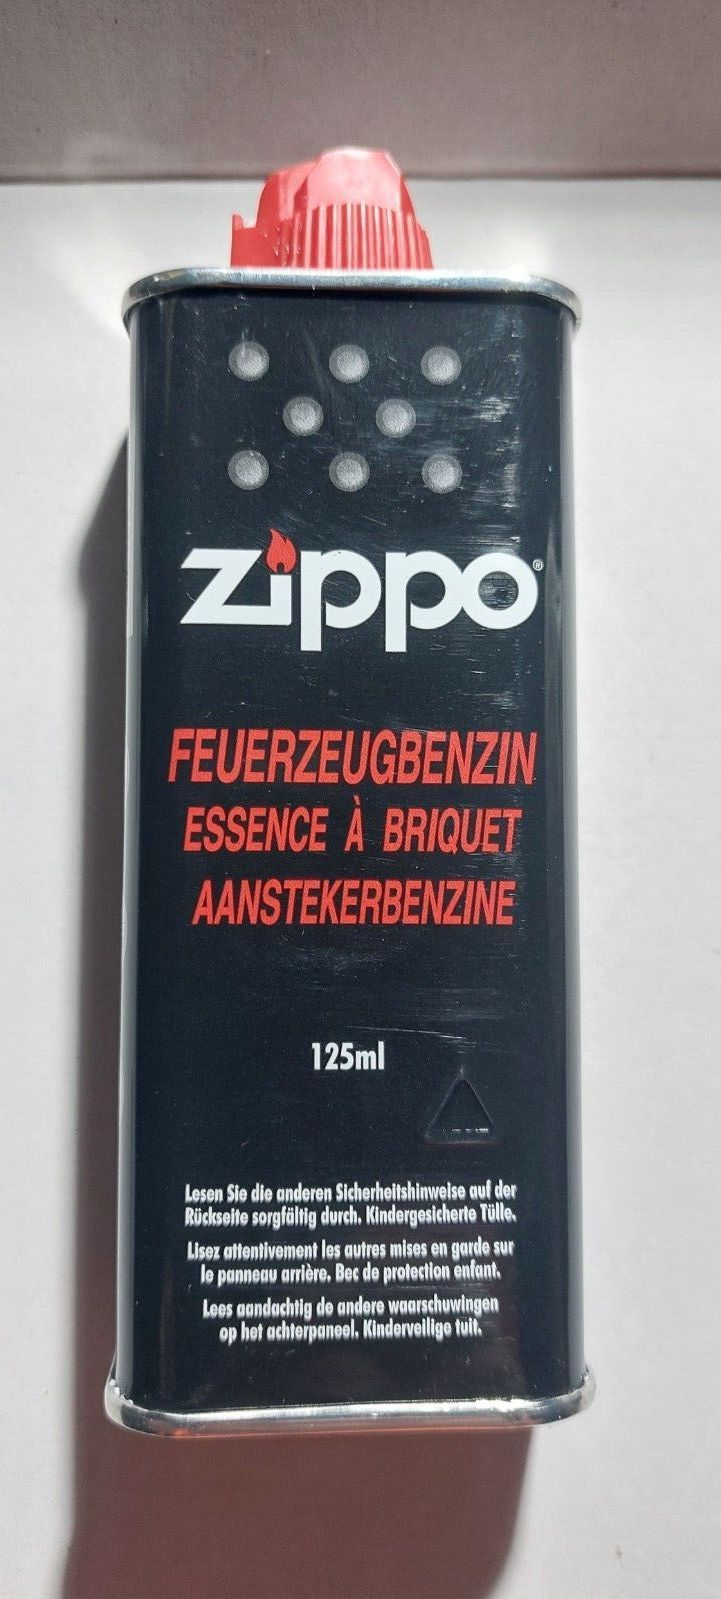 zippo®
FEUERZEUGBENZIN
ESSENCE À BRIQUET
AANSTEKERBENZINE
125ml
Lesen Sie die anderen Sicherheitshinweise auf der
Rückseite sorgfältig durch. Kindergesicherte Tülle.
Lisez attentivement les autres mises en garde sur
le panneau arrière. Bec de protection enfant.
Lees aandachtig de andere waarschuwingen
op het achterpaneel. Kinderveilige tuit.